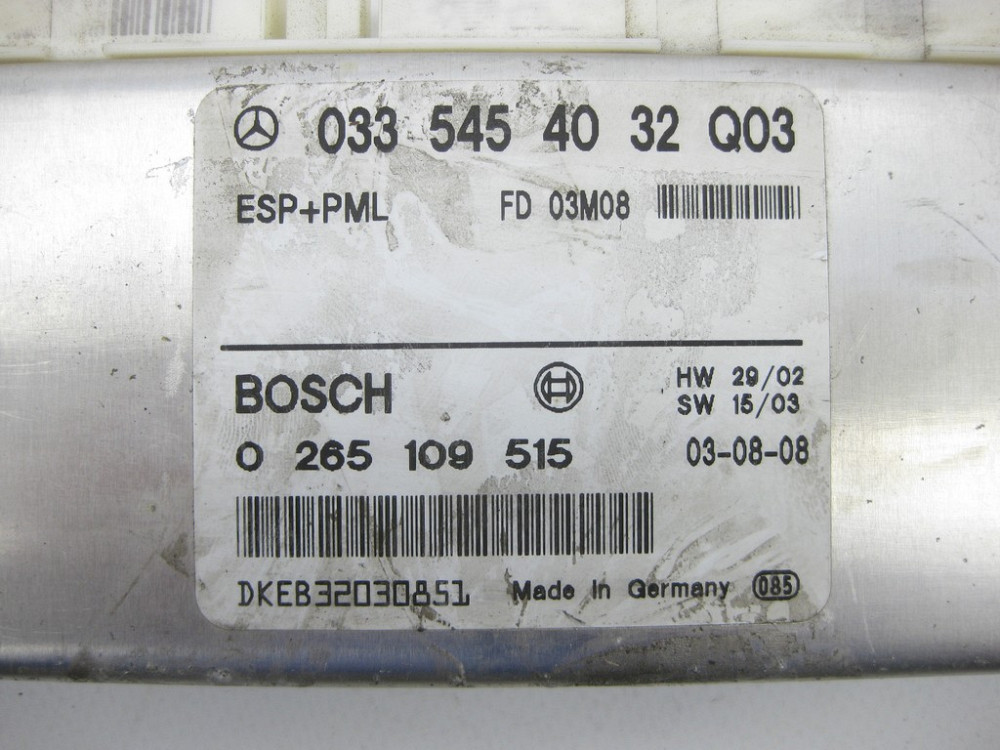 033 545 40 32 Q03
ESP+PML FD 03M08
BOSCH HW 29/02
SW 15/03
0 265 109 515 03-08-08
DKEB32030851 Made in Germany 085